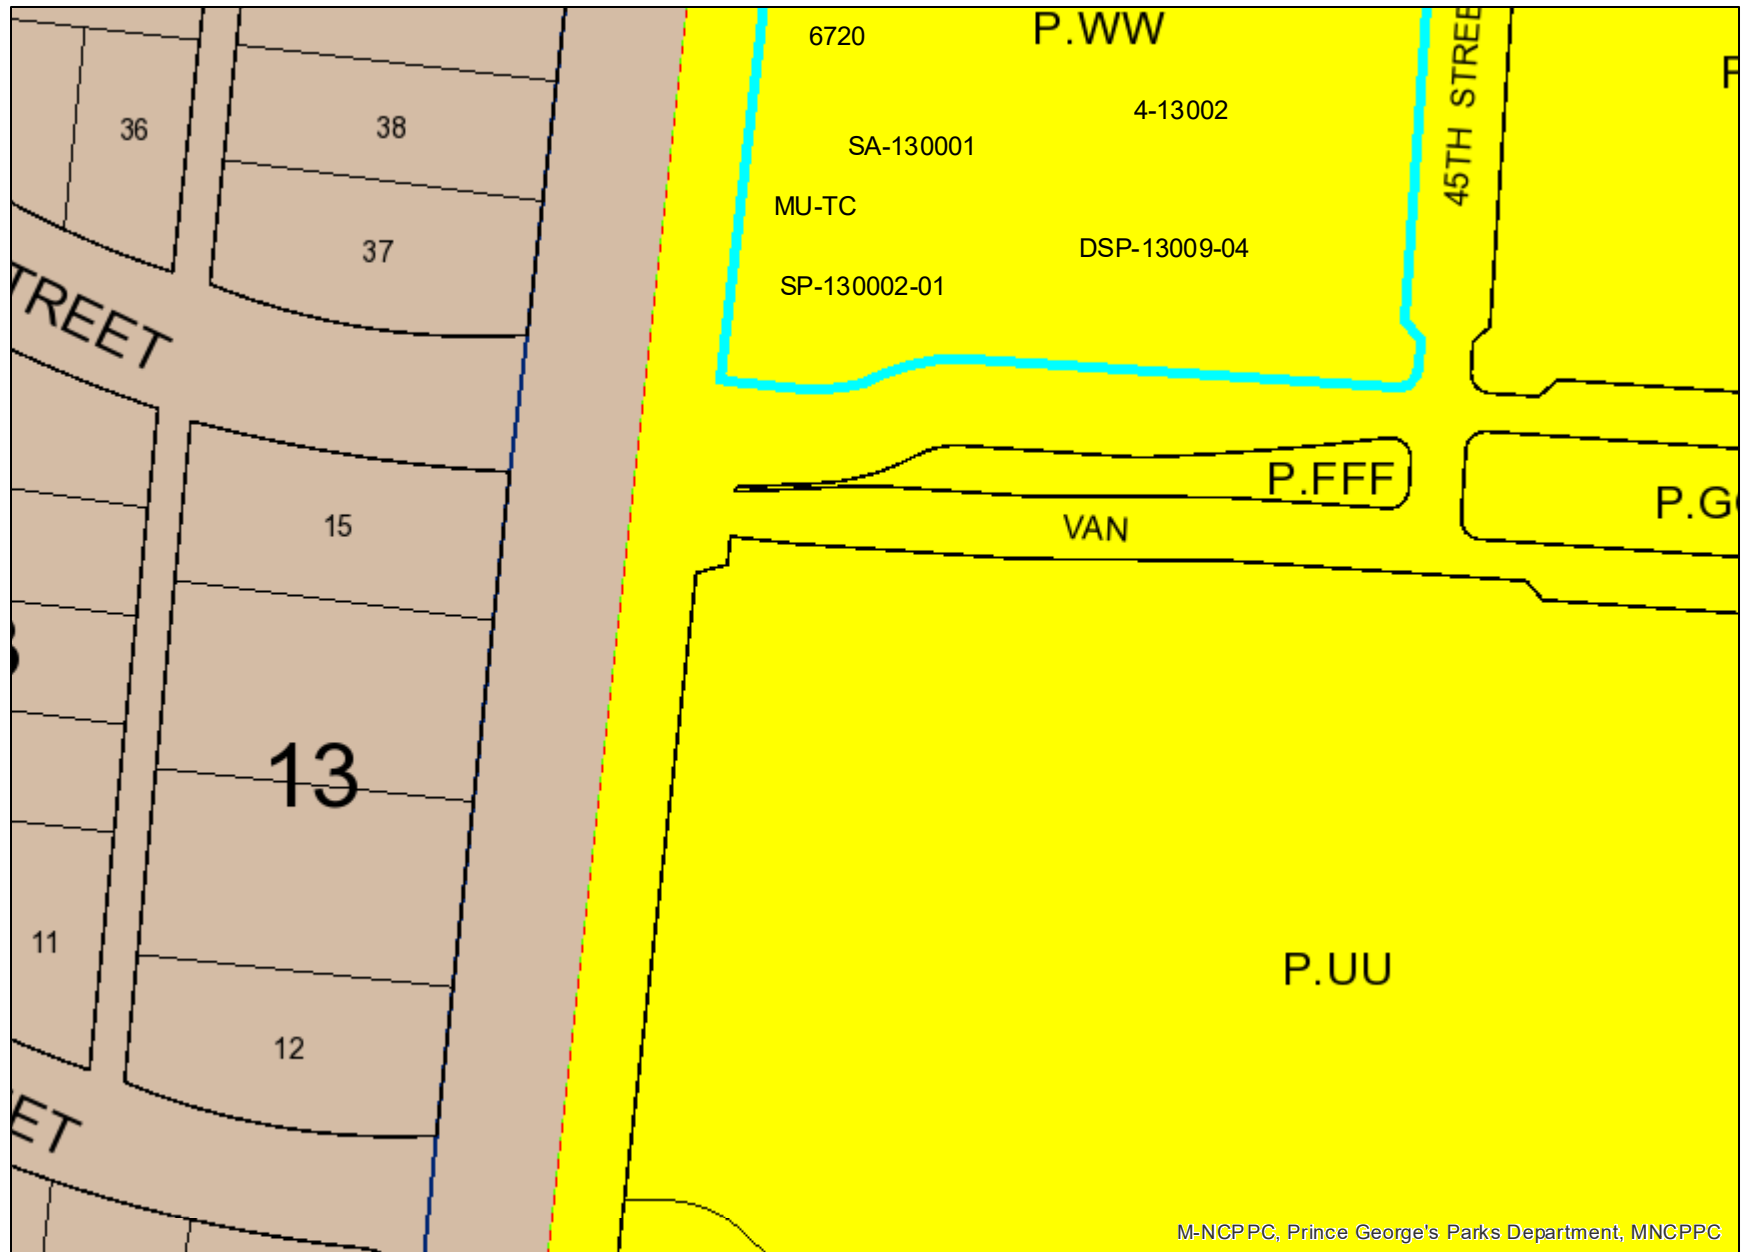 6720
P.WW
45TH STREE
4-13002
36
38
SA-130001
MU-TC
37
DSP-13009-04
SP-130002-01
TREET
P.FFF
P.G
15
VAN
13
11
P.UU
12
ET
M-NCPPC, Prince George's Parks Department, MNCPPC